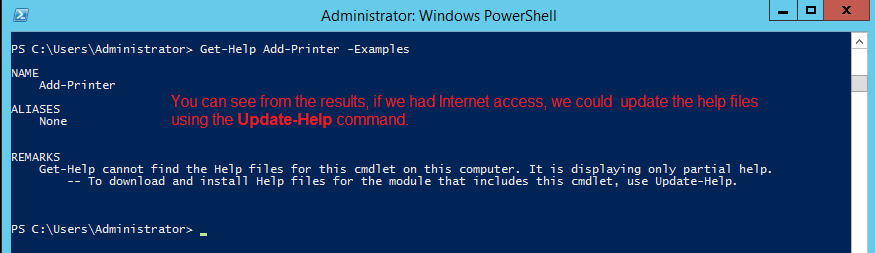 Administrator: Windows PowerShell
PS C:\Users\Administrator> Get-Help Add-Printer -Examples
NAME
Add-Printer
You can see from the results, if we had Internet access, we could update the help files
using the Update-Help command.
ALIASES
None
REMARKS
Get-Help cannot find the Help files for this cmdlet on this computer. It is displaying only partial help.
-- To download and install Help files for the module that includes this cmdlet, use Update-Help.
PS C:\Users\Administrator> _